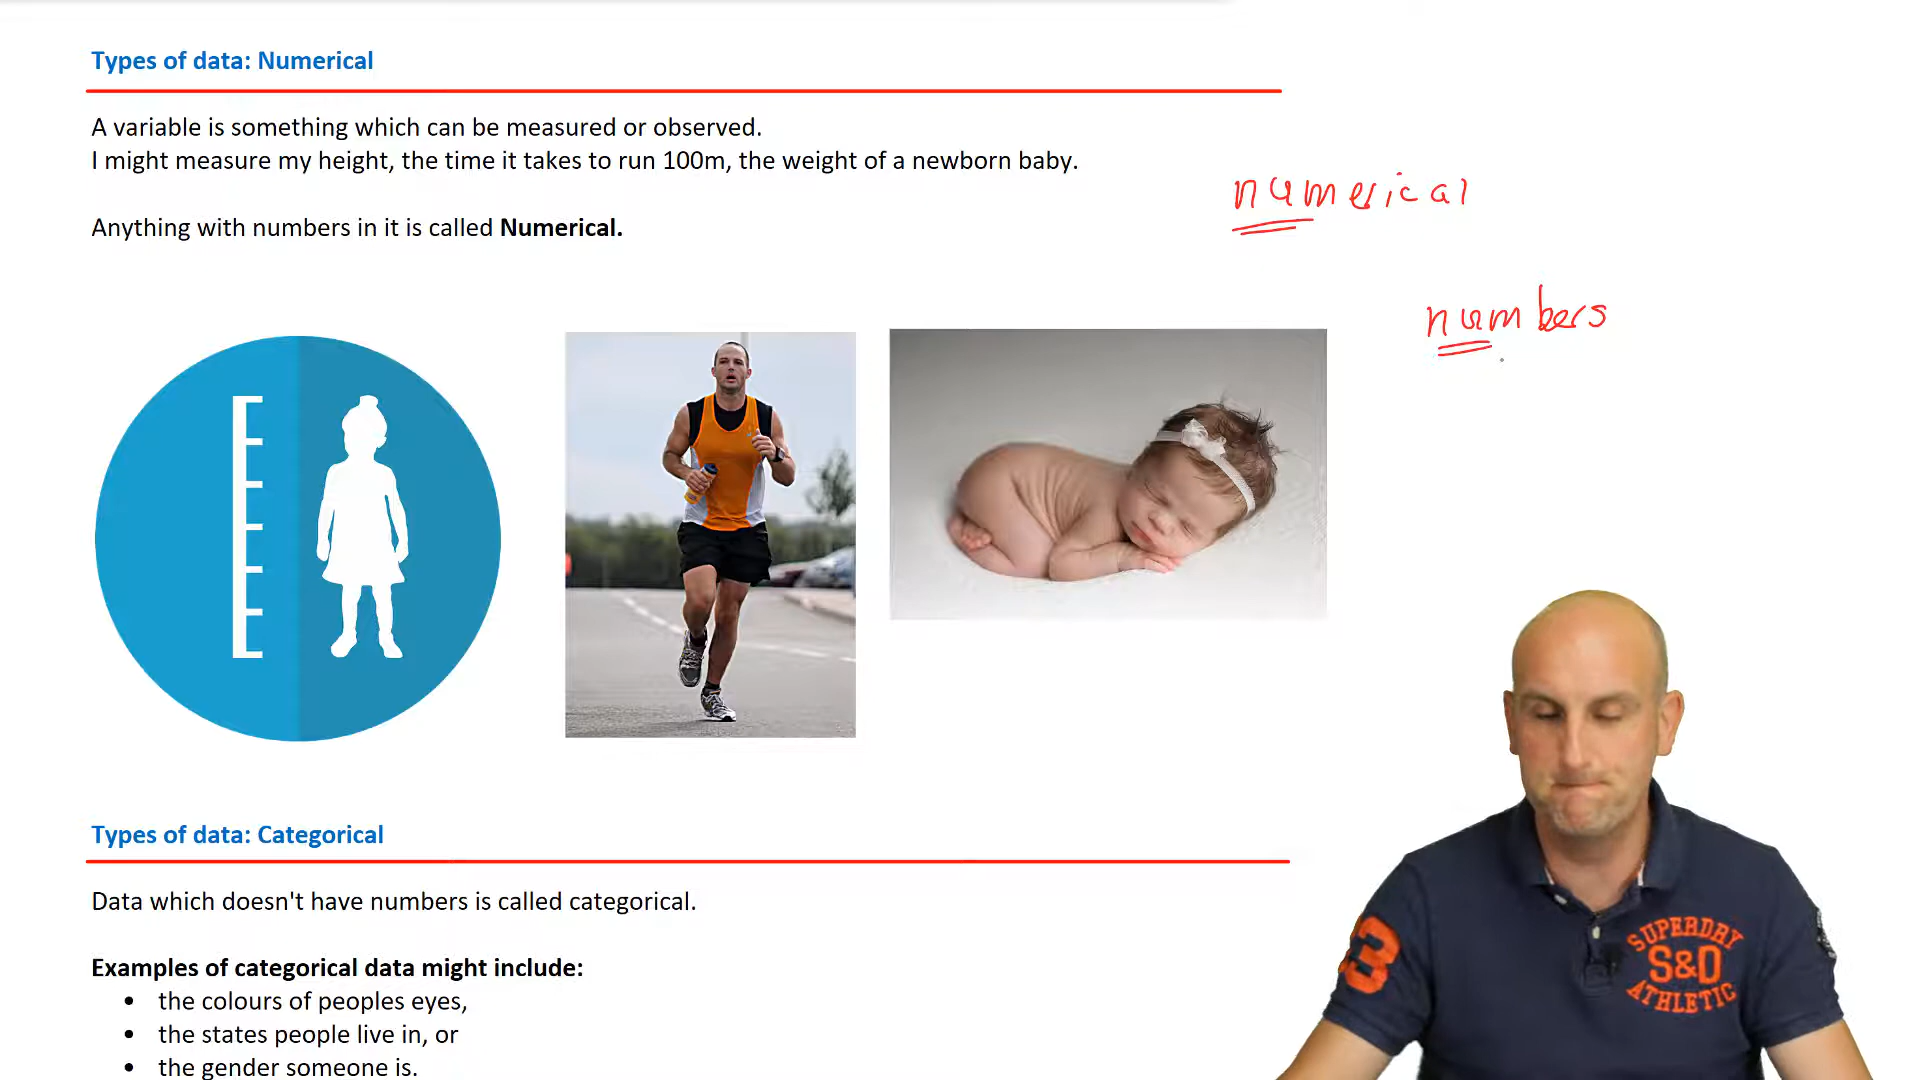 Types of data: Numerical
A variable is something which can be measured or observed.
I might measure my height, the time it takes to run 100m, the weight of a newborn baby.
numerical
Anything with numbers in it is called Numerical.
numbers
Types of data: Categorical
Data which doesn't have numbers is called categorical.
Examples of categorical data might include:
• the colours of peoples eyes,
• the states people live in, or
• the gender someone is.
SUPERDRY
S&D
ATHLETIC
3